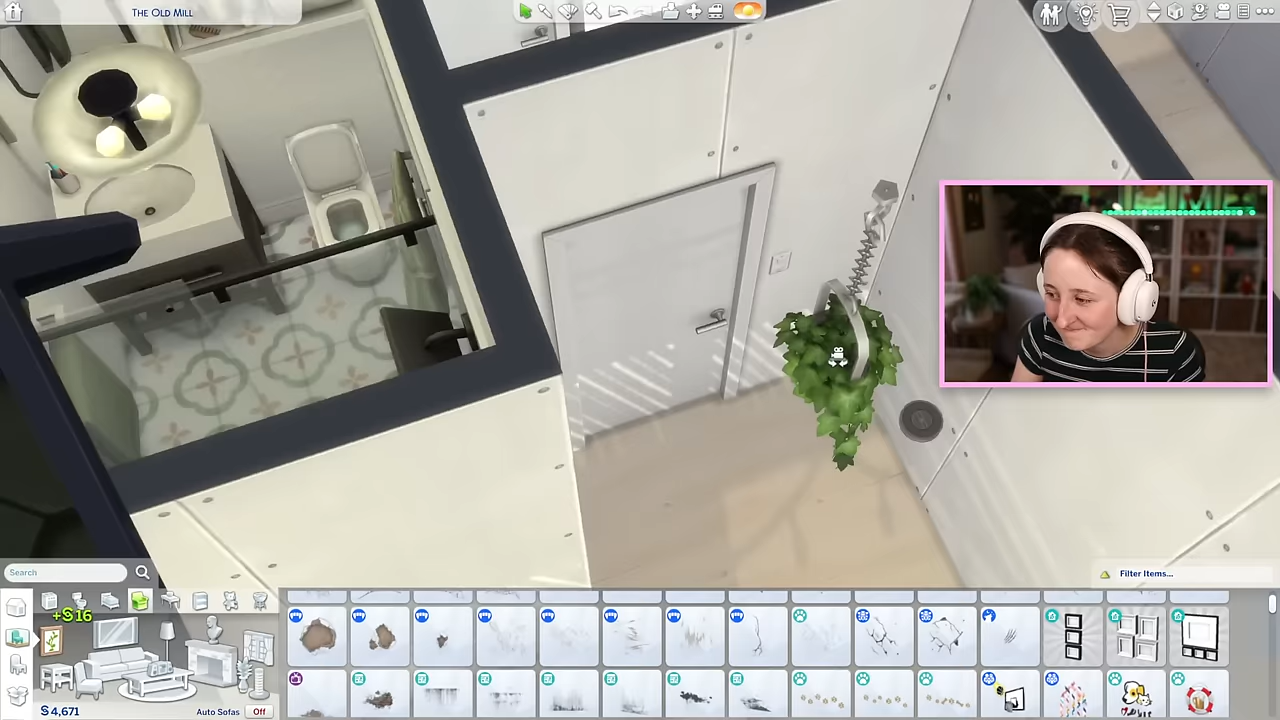 THE OLD MILL
Search
Filter Items...
+§16
§4,671
Auto Sofas
Off